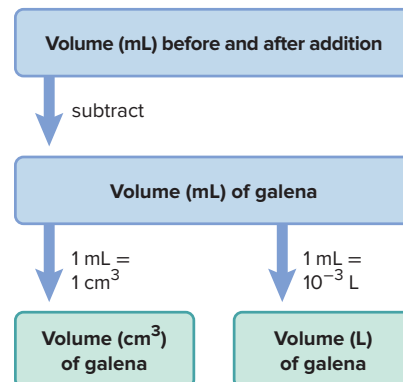 Volume (mL) before and after addition
subtract
Volume (mL) of galena
1 mL =
1 cm³
1 mL =
10⁻³ L
Volume (cm³)
of galena
Volume (L)
of galena